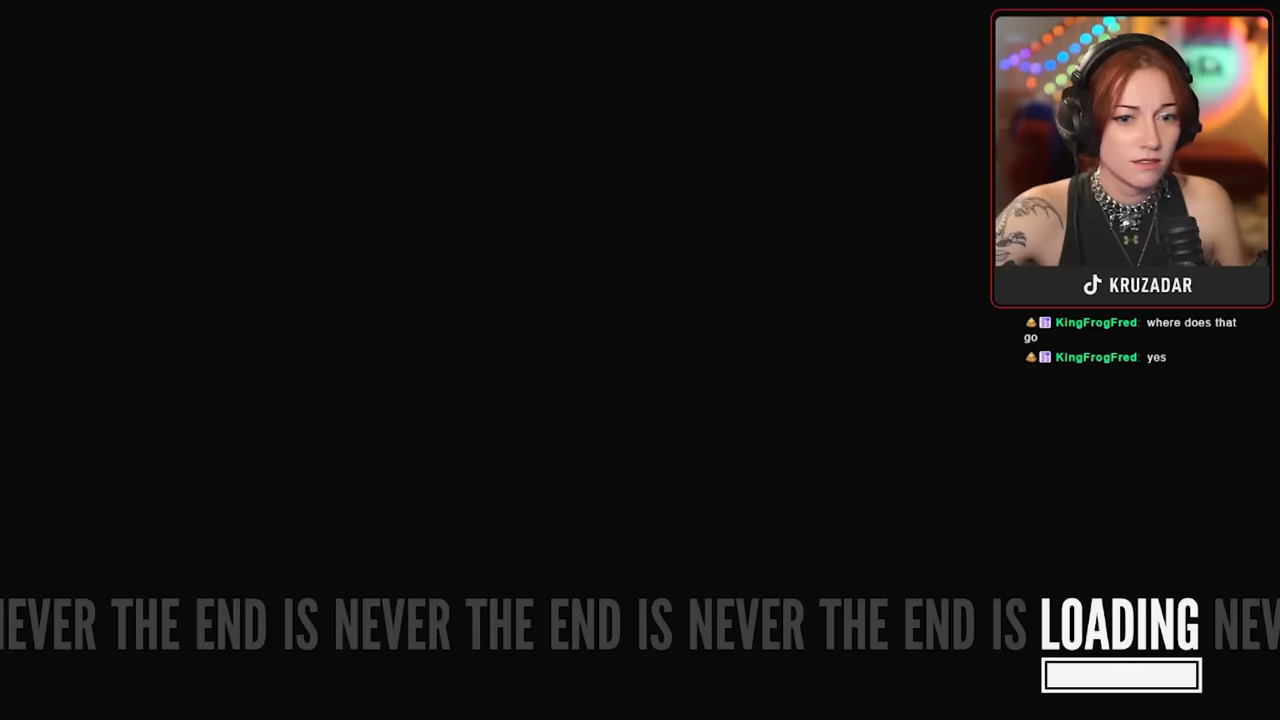 KRUZADAR
KingFrogFred: where does that
go
KingFrogFred: yes
NEVER THE END IS NEVER THE END IS NEVER THE END IS LOADING NEV